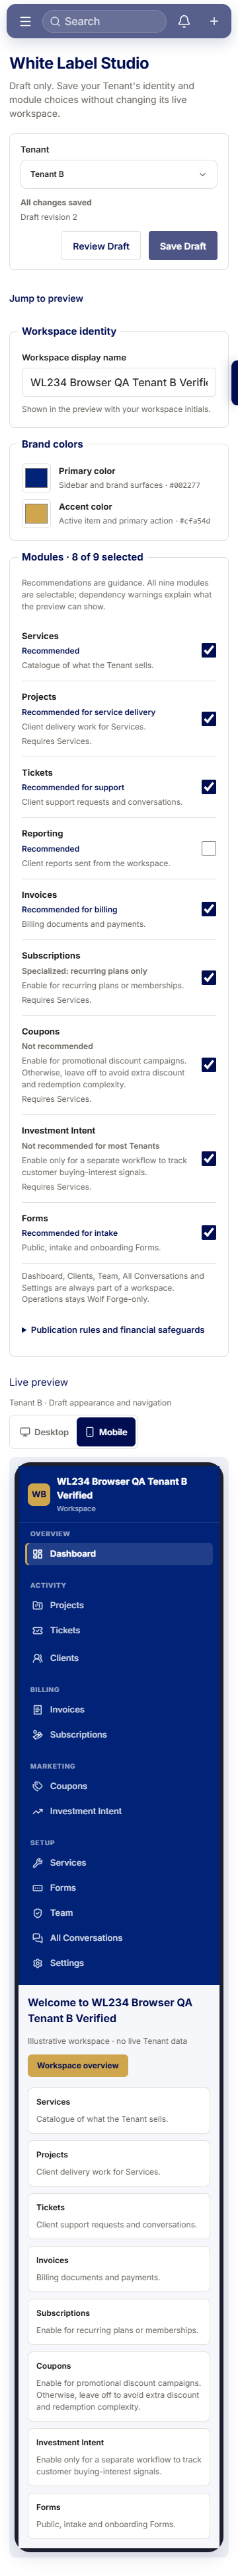 Search
White Label Studio
Draft only. Save your Tenant's identity and
module choices without changing its live
workspace.
Tenant
Tenant B
All changes saved
Draft revision 2
Review Draft
Save Draft
Jump to preview
Workspace identity
Workspace display name
WL234 Browser QA Tenant B Verifi
Shown in the preview with your workspace initials.
Brand colors
Primary color
Sidebar and brand surfaces · #002277
Accent color
Active item and primary action · #cfa54d
Modules · 8 of 9 selected
Recommendations are guidance. All nine modules
are selectable; dependency warnings explain what
the preview can show.
Services
Recommended
Catalogue of what the Tenant sells.
Projects
Recommended for service delivery
Client delivery work for Services.
Requires Services.
Tickets
Recommended for support
Client support requests and conversations.
Reporting
Recommended
Client reports sent from the workspace.
Invoices
Recommended for billing
Billing documents and payments.
Subscriptions
Specialized: recurring plans only
Enable for recurring plans or memberships.
Requires Services.
Coupons
Not recommended
Enable for promotional discount campaigns.
Otherwise, leave off to avoid extra discount
and redemption complexity.
Requires Services.
Investment Intent
Not recommended for most Tenants
Enable only for a separate workflow to track
customer buying-interest signals.
Requires Services.
Forms
Recommended for intake
Public, intake and onboarding Forms.
Dashboard, Clients, Team, All Conversations and
Settings are always part of a workspace.
Operations stays Wolf Forge-only.
Publication rules and financial safeguards
Live preview
Tenant B · Draft appearance and navigation
Desktop
Mobile
WB
WL234 Browser QA Tenant B
Verified
Workspace
OVERVIEW
Dashboard
ACTIVITY
Projects
Tickets
Clients
BILLING
Invoices
Subscriptions
MARKETING
Coupons
Investment Intent
SETUP
Services
Forms
Team
All Conversations
Settings
Welcome to WL234 Browser QA
Tenant B Verified
Illustrative workspace · no live Tenant data
Workspace overview
Services
Catalogue of what the Tenant sells.
Projects
Client delivery work for Services.
Tickets
Client support requests and conversations.
Invoices
Billing documents and payments.
Subscriptions
Enable for recurring plans or memberships.
Coupons
Enable for promotional discount campaigns.
Otherwise, leave off to avoid extra discount
and redemption complexity.
Investment Intent
Enable only for a separate workflow to track
customer buying-interest signals.
Forms
Public, intake and onboarding Forms.